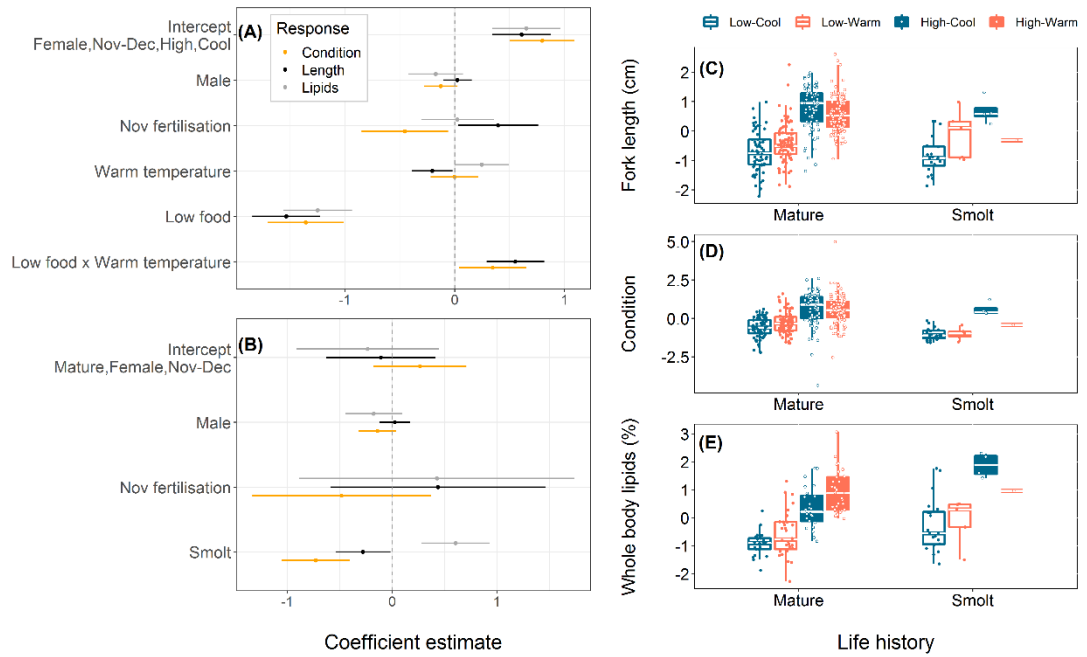 (A)
Response
Condition
Length
Lipids
Intercept
Female,Nov-Dec,High,Cool
Male
Nov fertilisation
Warm temperature
Low food
Low food x Warm temperature
-1
0
1
(B)
Intercept
Mature,Female,Nov-Dec
Male
Nov fertilisation
Smolt
-1
0
1
Coefficient estimate
Low-Cool
Low-Warm
High-Cool
High-Warm
(C)
Fork length (cm)
2
1
0
-1
-2
Mature
Smolt
(D)
Condition
5.0
2.5
0.0
-2.5
Mature
Smolt
(E)
Whole body lipids (%)
3
2
1
0
-1
-2
Mature
Smolt
Life history